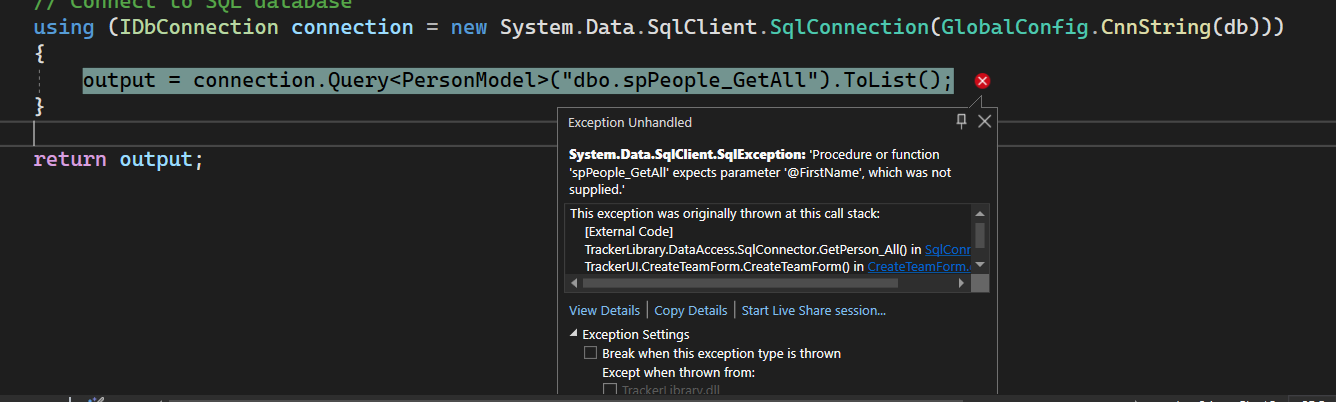 // Connect to SQL database
using (IDbConnection connection = new System.Data.SqlClient.SqlConnection(GlobalConfig.CnnString(db)))
{
output = connection.Query<PersonModel>("dbo.spPeople_GetAll").ToList();
}
return output;
Exception Unhandled
System.Data.SqlClient.SqlException: 'Procedure or function
'spPeople_GetAll' expects parameter '@FirstName', which was not
supplied.'
This exception was originally thrown at this call stack:
[External Code]
TrackerLibrary.DataAccess.SqlConnector.GetPerson_All() in SqlConn
TrackerUI.CreateTeamForm.CreateTeamForm() in CreateTeamForm.
View Details | Copy Details | Start Live Share session...
Exception Settings
Break when this exception type is thrown
Except when thrown from:
TrackerLibrary.dll